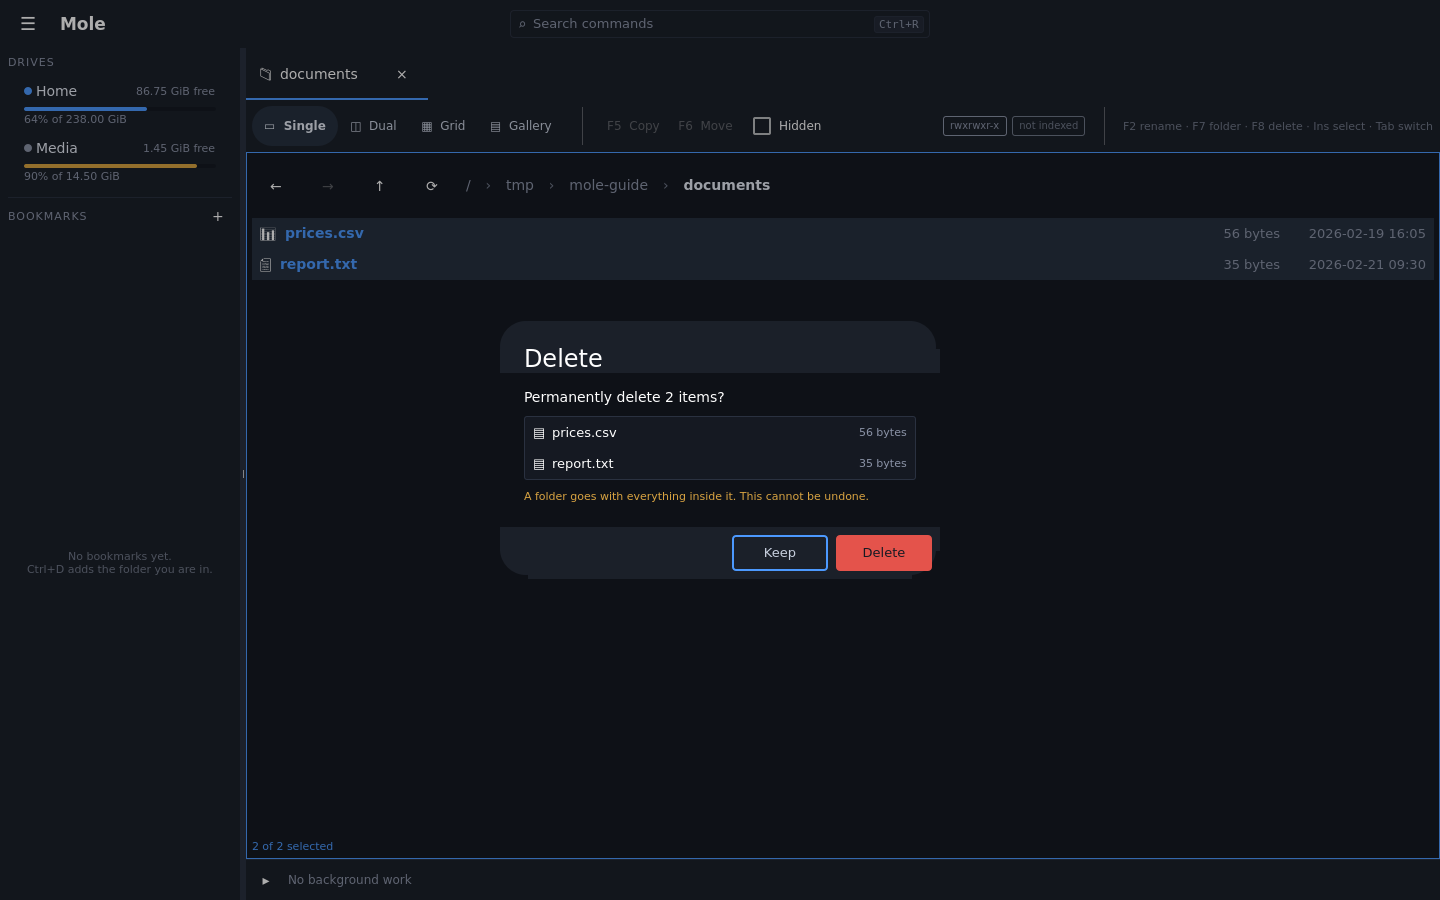 ☰ Mole
⌕ Search commands Ctrl+R
DRIVES
Home 86.75 GiB free
64% of 238.00 GiB
Media 1.45 GiB free
90% of 14.50 GiB
BOOKMARKS +
No bookmarks yet.
Ctrl+D adds the folder you are in.
documents ✕
Single Dual Grid Gallery F5 Copy F6 Move Hidden rwxrwxr-x not indexed F2 rename · F7 folder · F8 delete · Ins select · Tab switch
← → ↑ ⟳ / › tmp › mole-guide › documents
prices.csv 56 bytes 2026-02-19 16:05
report.txt 35 bytes 2026-02-21 09:30
Delete
Permanently delete 2 items?
prices.csv 56 bytes
report.txt 35 bytes
A folder goes with everything inside it. This cannot be undone.
Keep Delete
2 of 2 selected
▸ No background work